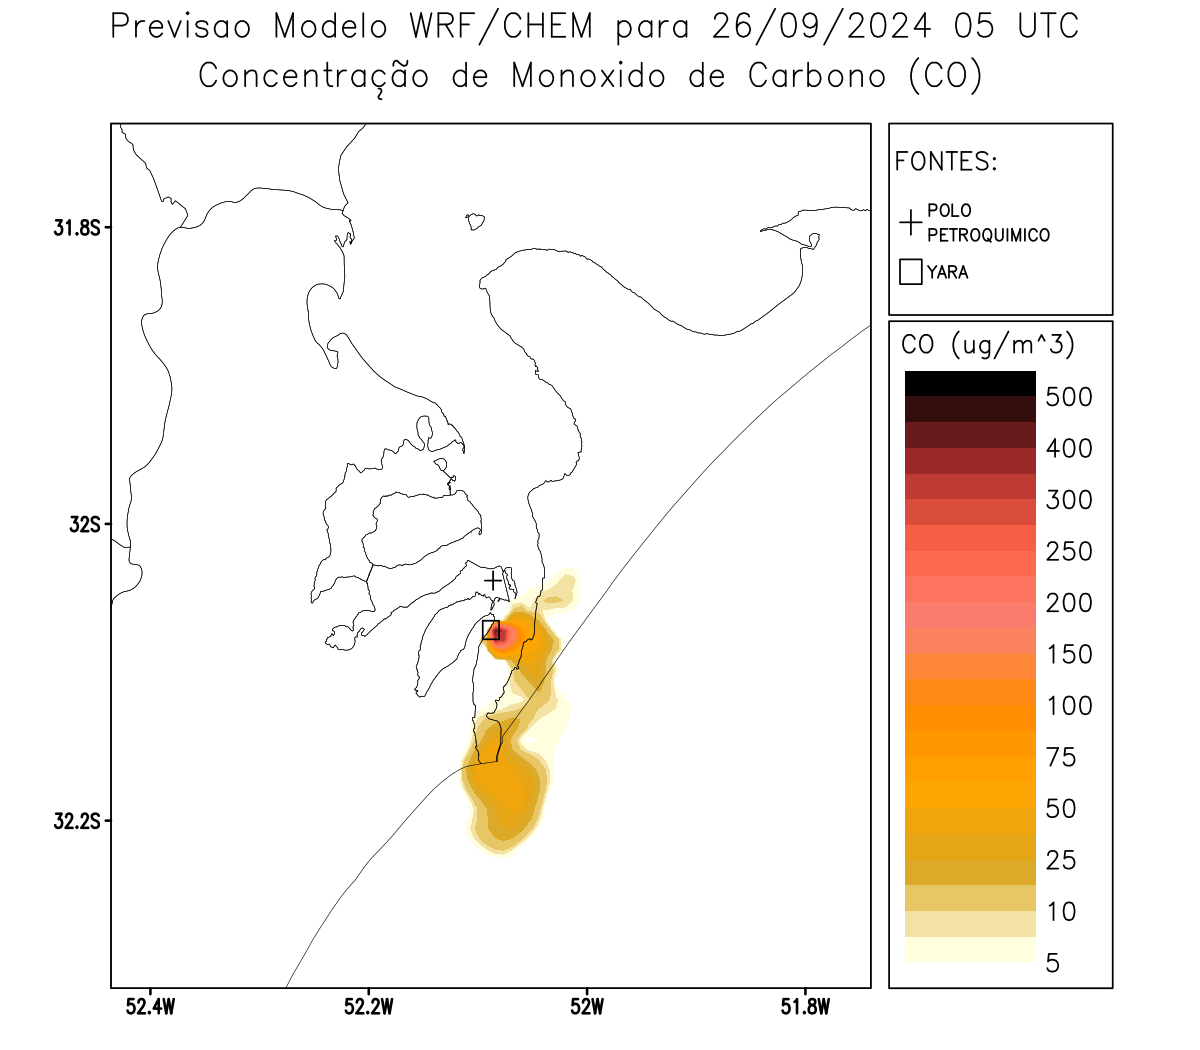 Previsao Modelo WRF/CHEM para 26/09/2024 05 UTC
Concentração de Monoxido de Carbono (CO)
FONTES:
POLO
PETROQUIMICO
YARA
CO (ug/m^3)
500
400
300
250
200
150
100
75
50
25
10
5
31.8S
32S
32.2S
52.4W
52.2W
52W
51.8W